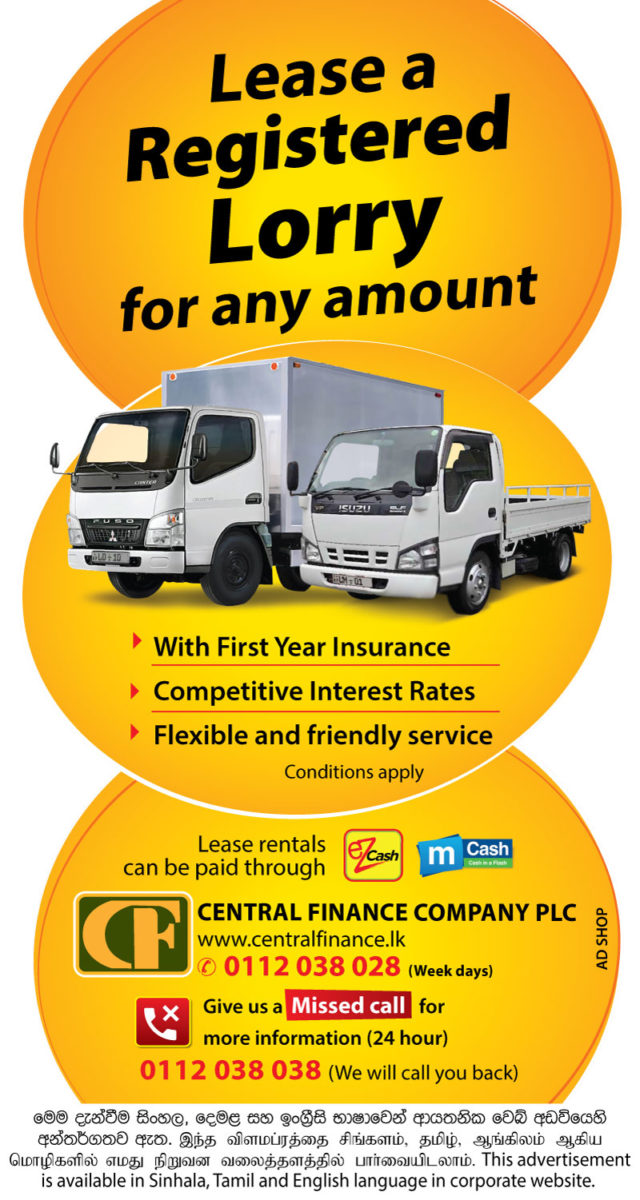 Lease a
Registered
Lorry
for any amount
CANTER
FUSO
ISUZU
With First Year Insurance
Competitive Interest Rates
Flexible and friendly service
Conditions apply
Lease rentals
can be paid through
eZ Cash
m Cash
Cash in a Flash
CF
CENTRAL FINANCE COMPANY PLC
www.centralfinance.lk
0112 038 028 (Week days)
AD SHOP
Give us a Missed call for
more information (24 hour)
0112 038 038 (We will call you back)
මෙම දැන්වීම සිංහල, දෙමළ සහ ඉංග්‍රීසි භාෂාවෙන් ආයතනික වෙබ් අඩවියෙහි
අන්තර්ගතව ඇත. இந்த விளம்பரத்தை சிங்களம், தமிழ், ஆங்கிலம் ஆகிய
மொழிகளில் எமது நிறுவன வலைத்தளத்தில் பார்வையிடலாம். This advertisement
is available in Sinhala, Tamil and English language in corporate website.